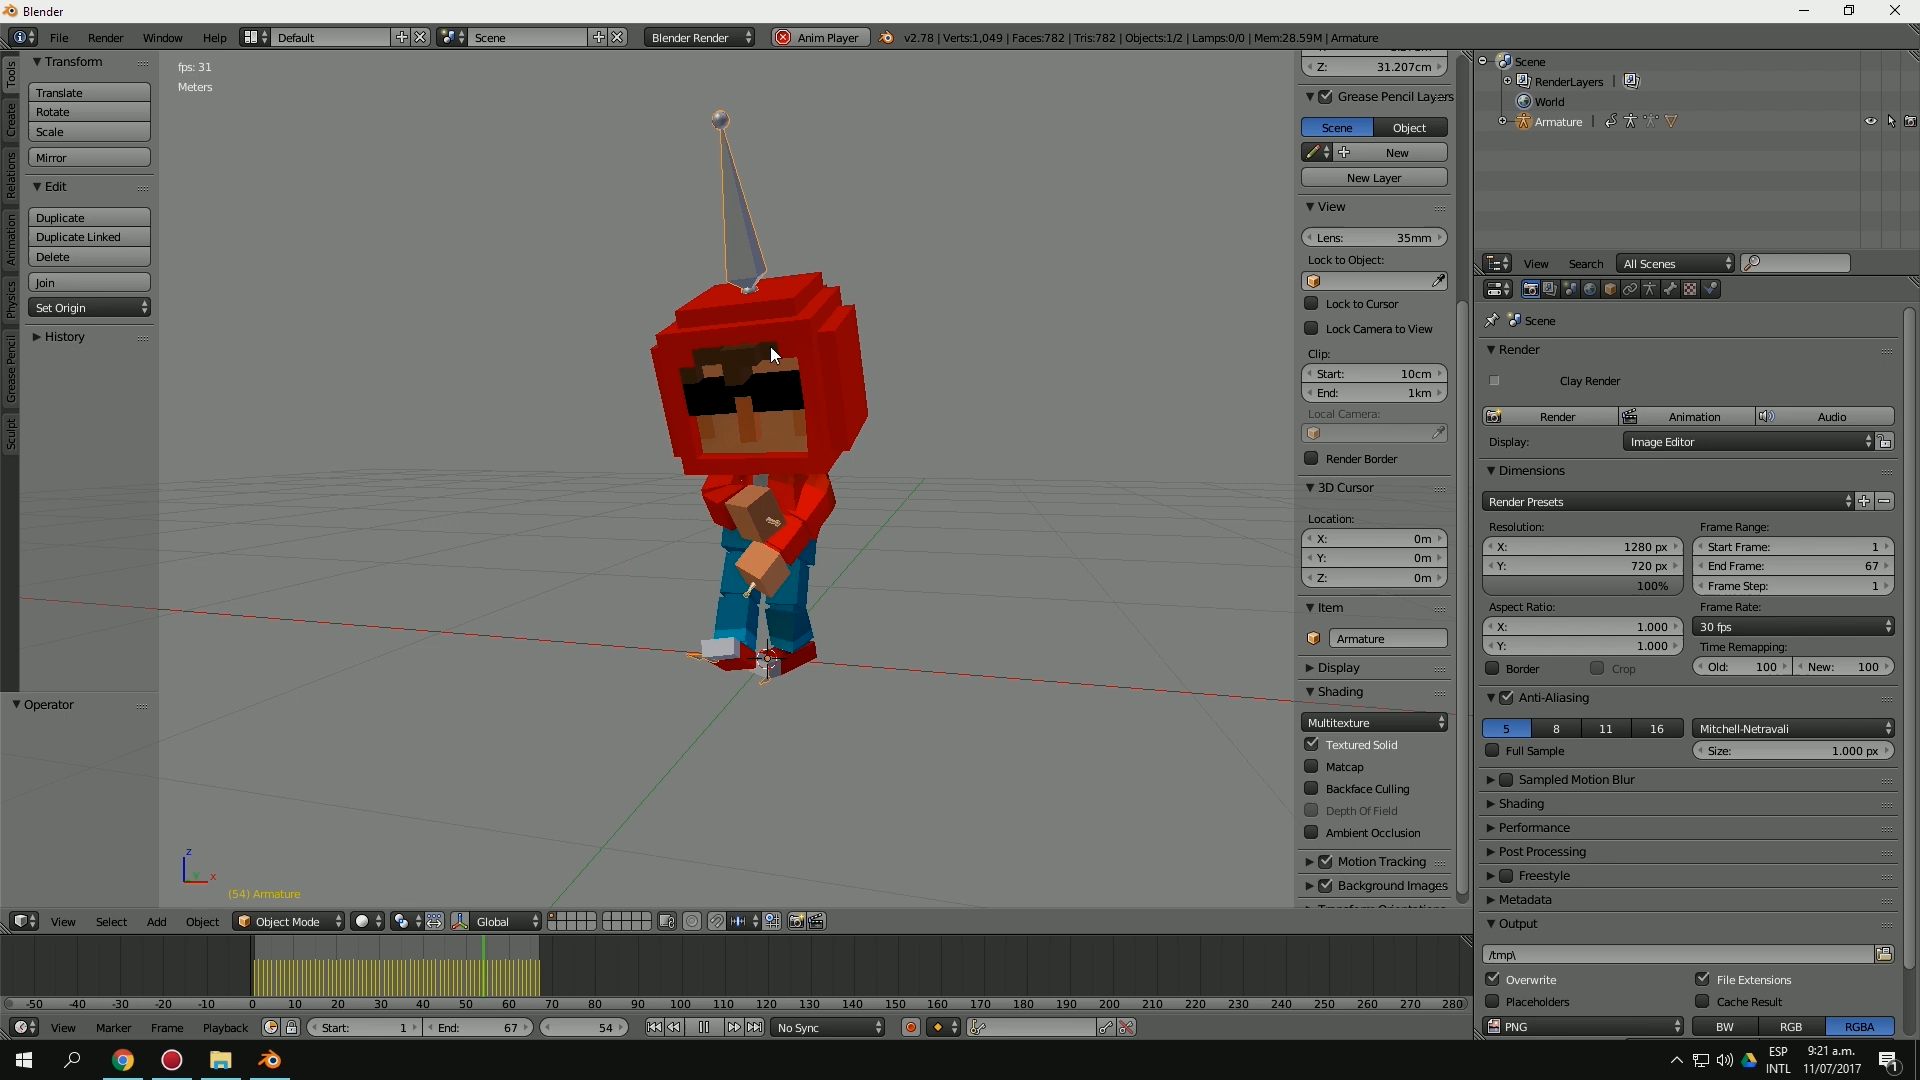 Blender
File Render Window Help Default Scene Blender Render Anim Player v2.78 | Verts:1,049 | Faces:782 | Tris:782 | Objects:1/2 | Lamps:0/0 | Mem:28.59M | Armature
Tools
Create
Relations
Animation
Physics
Grease Pencil
Sculpt
Transform
Translate
Rotate
Scale
Mirror
Edit
Duplicate
Duplicate Linked
Delete
Join
Set Origin
History
Operator
fps: 31
Meters
z
y
x
(54) Armature
Z: 31.207cm
Grease Pencil Layers
Scene Object
New
New Layer
View
Lens: 35mm
Lock to Object:
Lock to Cursor
Lock Camera to View
Clip:
Start: 10cm
End: 1km
Local Camera:
Render Border
3D Cursor
Location:
X: 0m
Y: 0m
Z: 0m
Item
Armature
Display
Shading
Multitexture
Textured Solid
Matcap
Backface Culling
Depth Of Field
Ambient Occlusion
Motion Tracking
Background Images
Scene
RenderLayers |
World
Armature |
View Search All Scenes
Scene
Render
Clay Render
Render Animation Audio
Display: Image Editor
Dimensions
Render Presets
Resolution: Frame Range:
X: 1280 px Start Frame: 1
Y: 720 px End Frame: 67
100% Frame Step: 1
Aspect Ratio: Frame Rate:
X: 1.000 30 fps
Y: 1.000 Time Remapping:
Border Crop Old: 100 New: 100
Anti-Aliasing
5 8 11 16 Mitchell-Netravali
Full Sample Size: 1.000 px
Sampled Motion Blur
Shading
Performance
Post Processing
Freestyle
Metadata
Output
/tmp\
Overwrite File Extensions
Placeholders Cache Result
PNG BW RGB RGBA
View Select Add Object Object Mode Global
-50 -40 -30 -20 -10 0 10 20 30 40 50 60 70 80 90 100 110 120 130 140 150 160 170 180 190 200 210 220 230 240 250 260 270 280
View Marker Frame Playback Start: 1 End: 67 54 No Sync
ESP
INTL
9:21 a.m.
11/07/2017
1